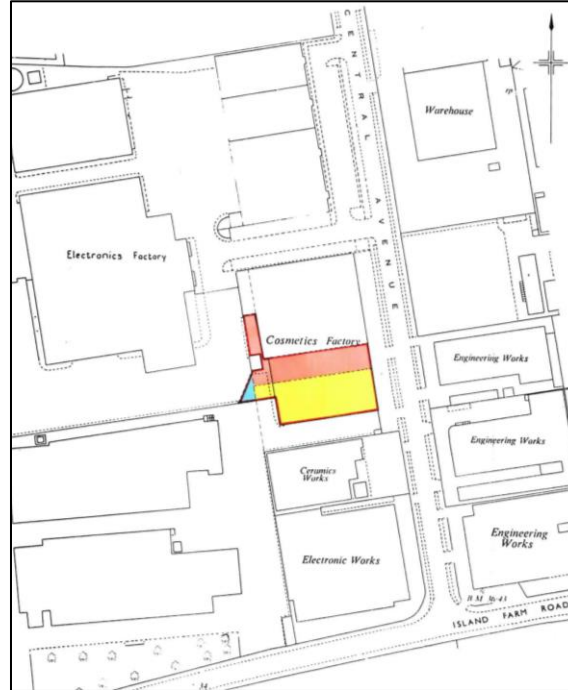 CENTRAL AVENUE
Warehouse
Electronics Factory
Cosmetics Factory
Engineering Works
Engineering Works
Ceramics
Works
Electronic Works
Engineering
Works
ISLAND FARM ROAD